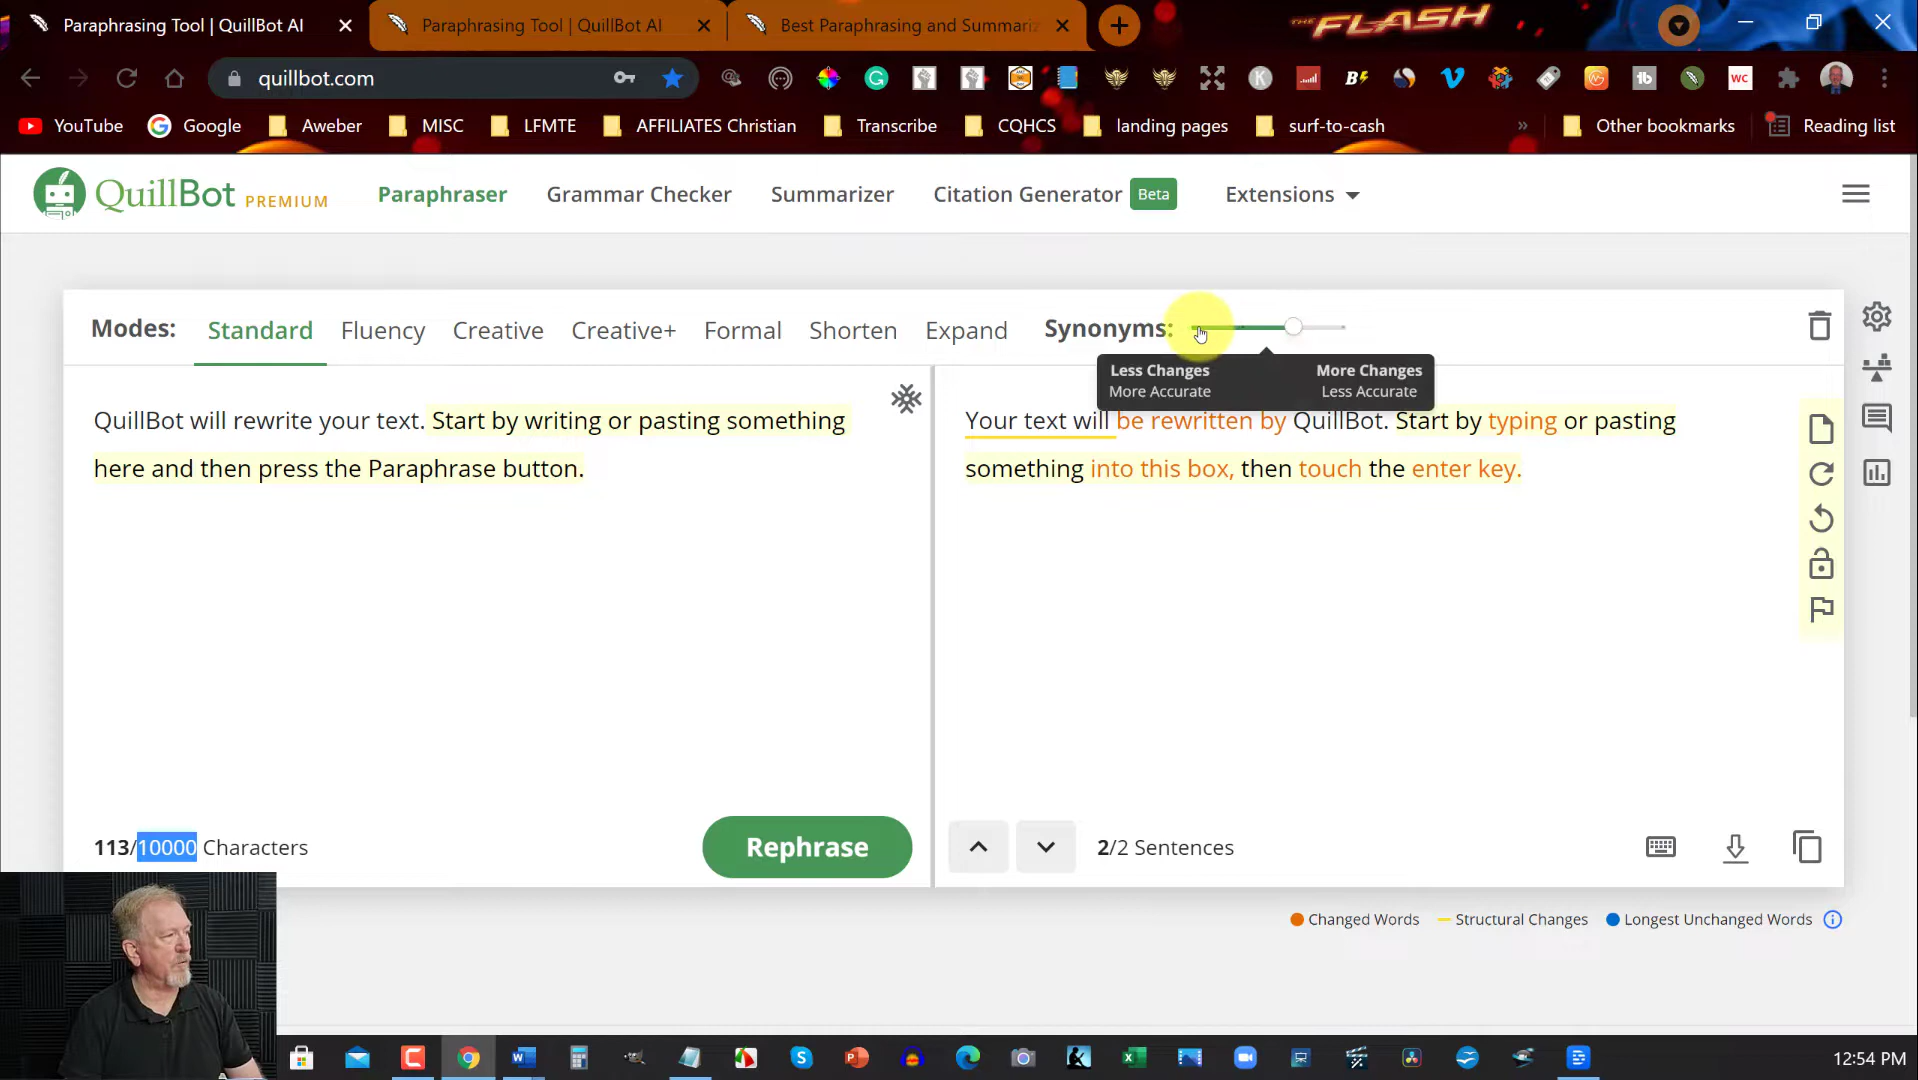 Paraphrasing Tool | QuillBot AI
Paraphrasing Tool | QuillBot AI
Best Paraphrasing and Summariz
THE FLASH
quillbot.com
YouTube
Google
Aweber
MISC
LFMTE
AFFILIATES Christian
Transcribe
CQHCS
landing pages
surf-to-cash
»
Other bookmarks
Reading list
QuillBot PREMIUM
Paraphraser
Grammar Checker
Summarizer
Citation Generator Beta
Extensions
Modes: Standard Fluency Creative Creative+ Formal Shorten Expand
Synonyms:
Less Changes
More Accurate
More Changes
Less Accurate
QuillBot will rewrite your text. Start by writing or pasting something
here and then press the Paraphrase button.
Your text will be rewritten by QuillBot. Start by typing or pasting
something into this box, then touch the enter key.
113/10000 Characters
Rephrase
2/2 Sentences
Changed Words
Structural Changes
Longest Unchanged Words
12:54 PM